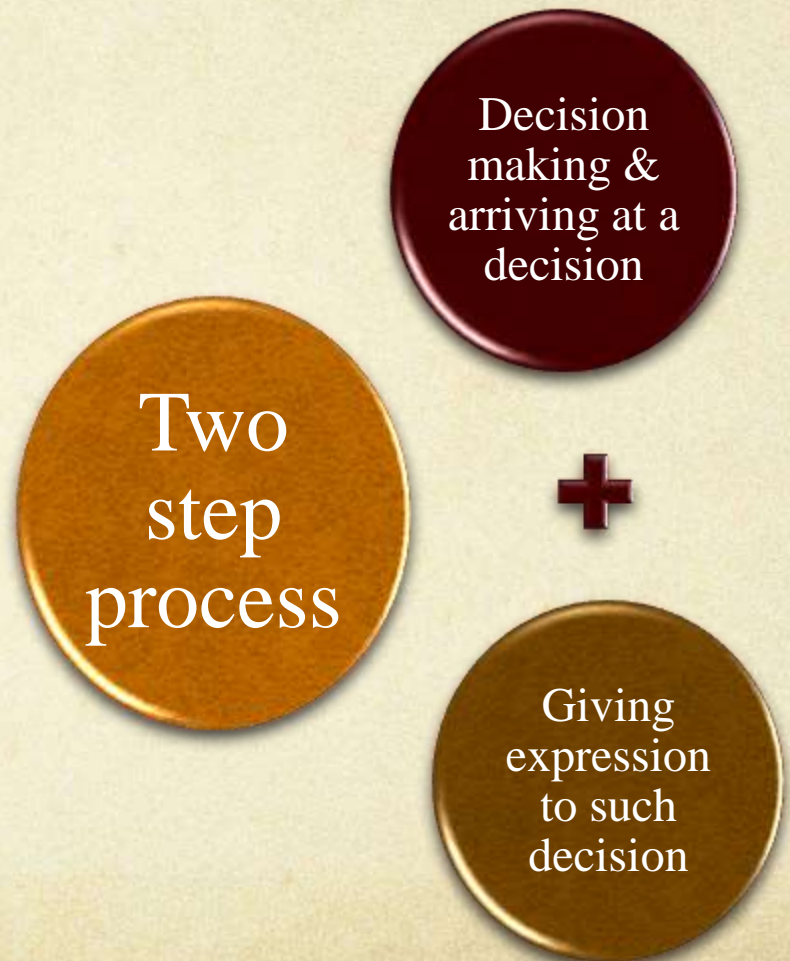 Decision
making &
arriving at a
decision
Two
step
process
Giving
expression
to such
decision